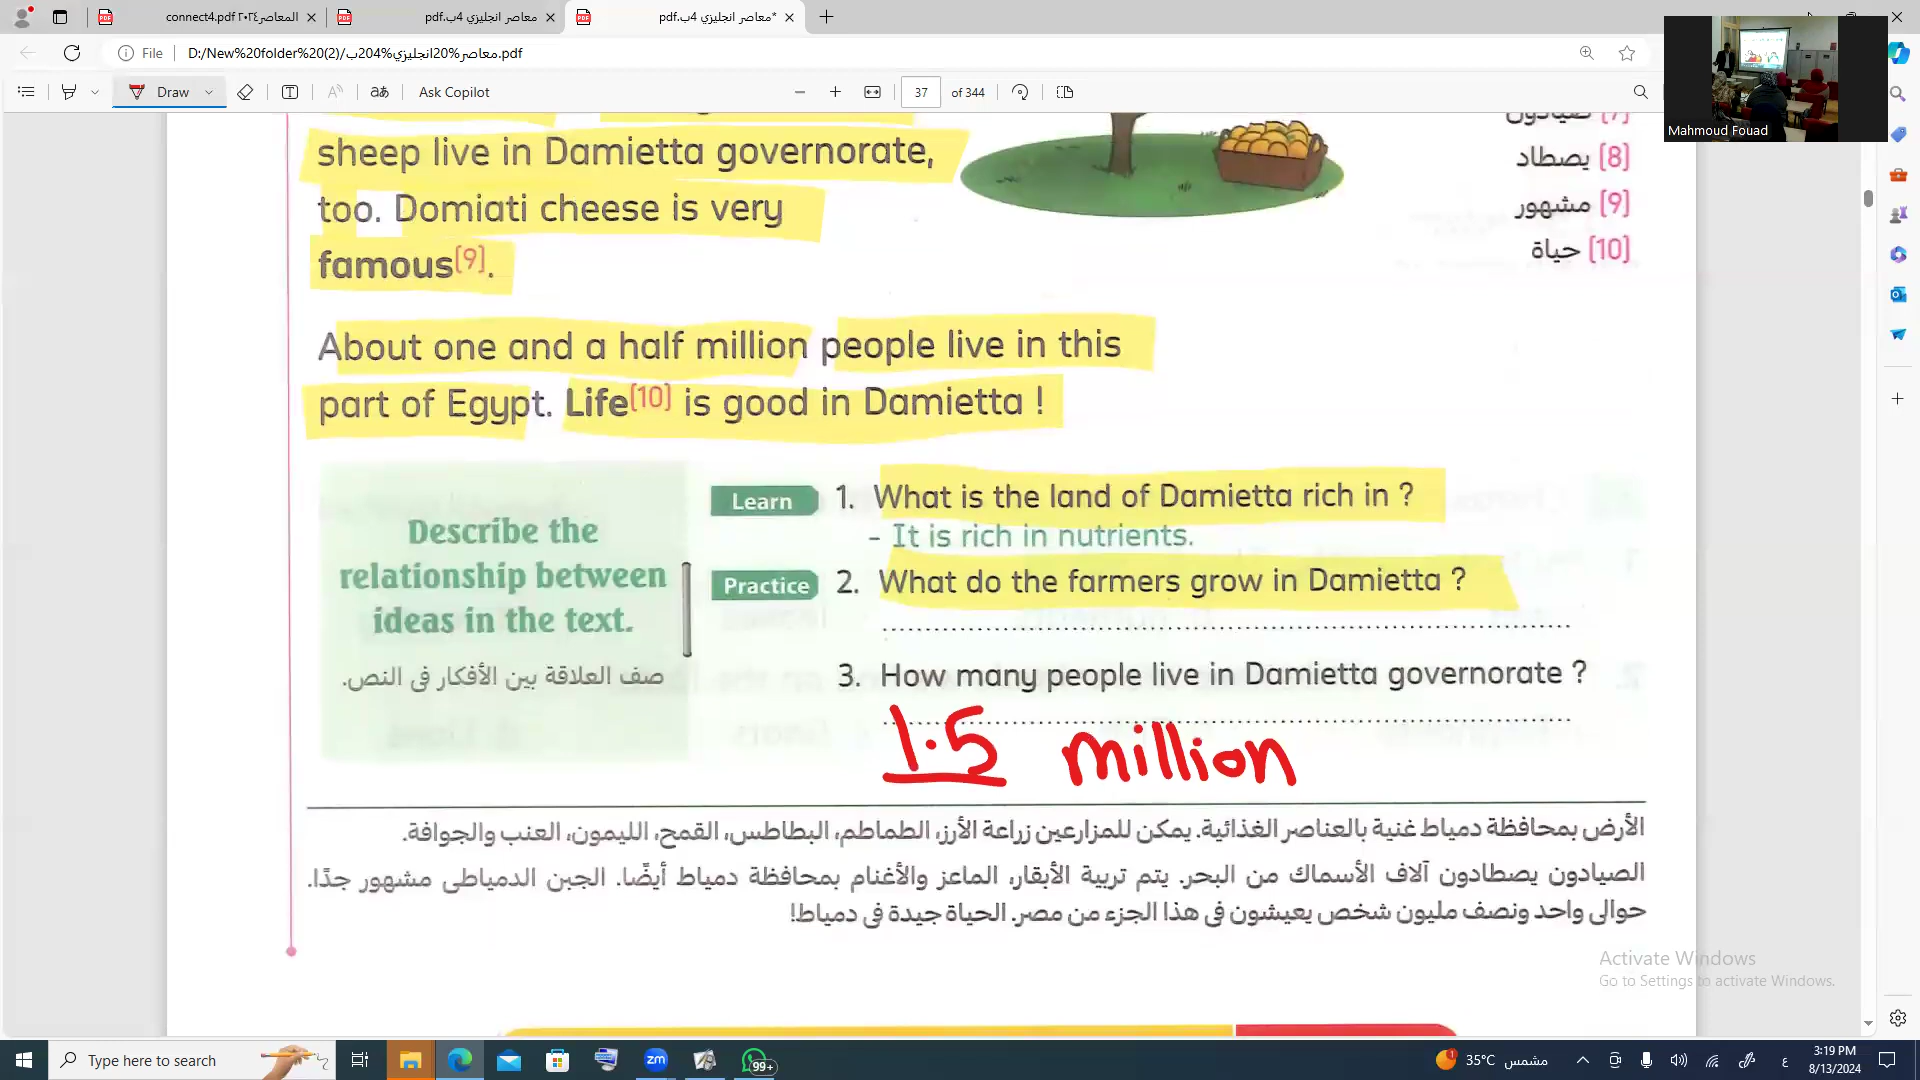 connect4.pdf المعاصر٢٠٢٤
معاصر انجليزي 4ب.pdf
*معاصر انجليزي 4ب.pdf
File
D:/New%20folder%20(2)/معاصر%20انجليزي%204ب.pdf
Draw
Ask Copilot
37
of 344
Mahmoud Fouad
sheep live in Damietta governorate,
too. Domiati cheese is very
famous[9].
[7] صيادون
[8] يصطاد
[9] مشهور
[10] حياة
About one and a half million people live in this
part of Egypt. Life[10] is good in Damietta !
Describe the
relationship between
ideas in the text.
صف العلاقة بين الأفكار فى النص.
Learn 1. What is the land of Damietta rich in ?
- It is rich in nutrients.
Practice 2. What do the farmers grow in Damietta ?
3. How many people live in Damietta governorate ?
1.5 million
الأرض بمحافظة دمياط غنية بالعناصر الغذائية. يمكن للمزارعين زراعة الأرز، الطماطم، البطاطس، القمح، الليمون، العنب والجوافة.
الصيادون يصطادون آلاف الأسماك من البحر. يتم تربية الأبقار، الماعز والأغنام بمحافظة دمياط أيضًا. الجبن الدمياطى مشهور جدًا.
حوالى واحد ونصف مليون شخص يعيشون فى هذا الجزء من مصر. الحياة جيدة فى دمياط!
Activate Windows
Go to Settings to activate Windows.
Type here to search
zm
99+
35°C مشمس
ع
3:19 PM
8/13/2024